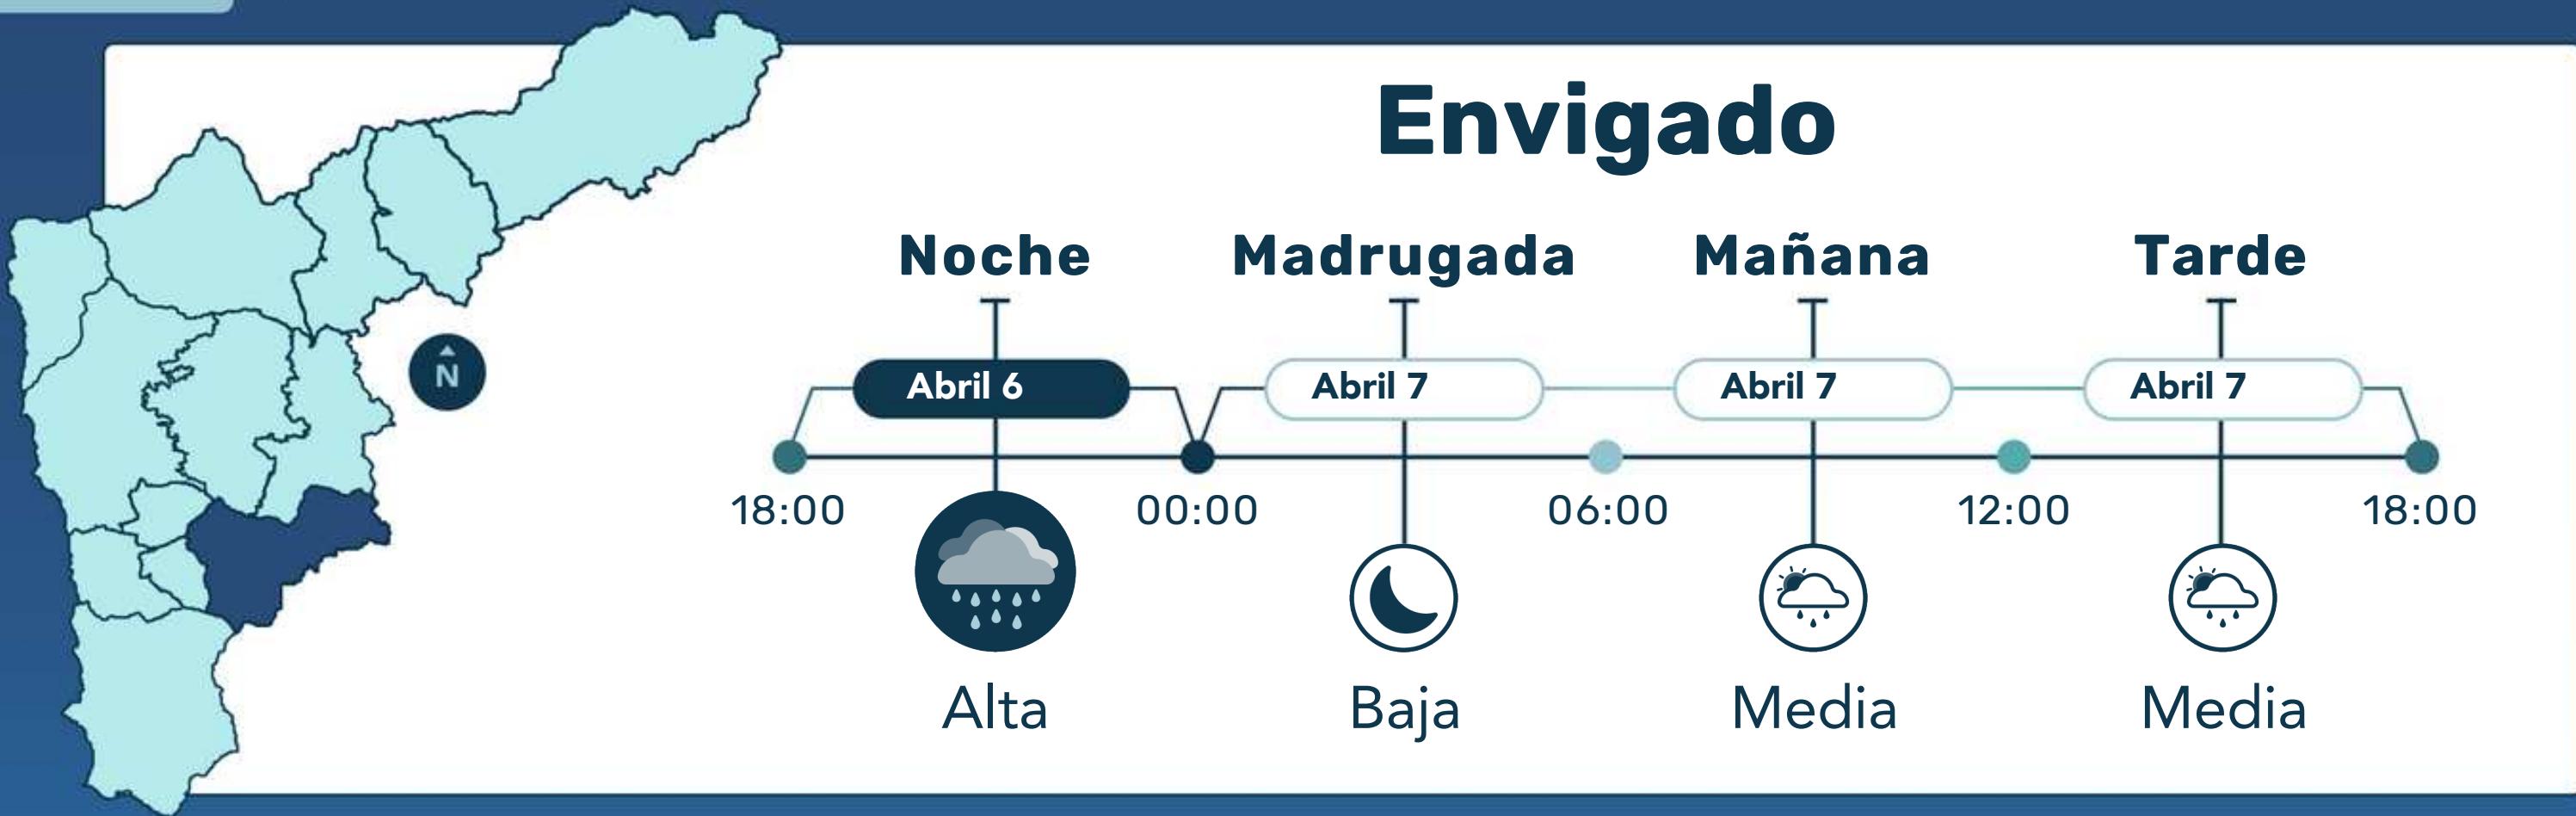 Envigado
Noche Madrugada Mañana Tarde
N
Abril 6 Abril 7 Abril 7 Abril 7
18:00 00:00 06:00 12:00 18:00
Alta Baja Media Media